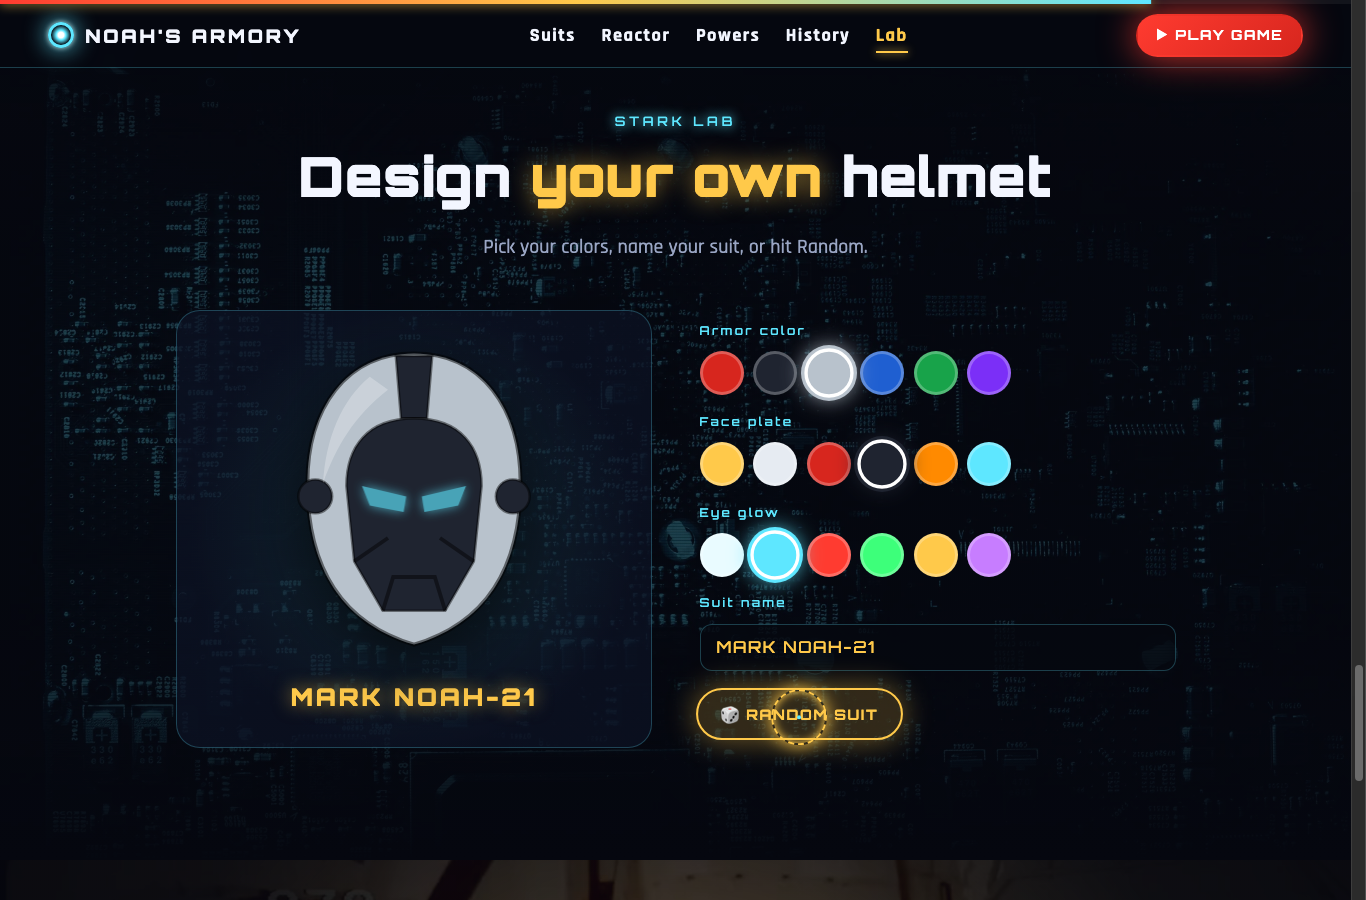 NOAH'S ARMORY
Suits
Reactor
Powers
History
Lab
▶ PLAY GAME
STARK LAB
Design your own helmet
Pick your colors, name your suit, or hit Random.
Armor color
Face plate
Eye glow
Suit name
MARK NOAH-21
MARK NOAH-21
🎲 RANDOM SUIT